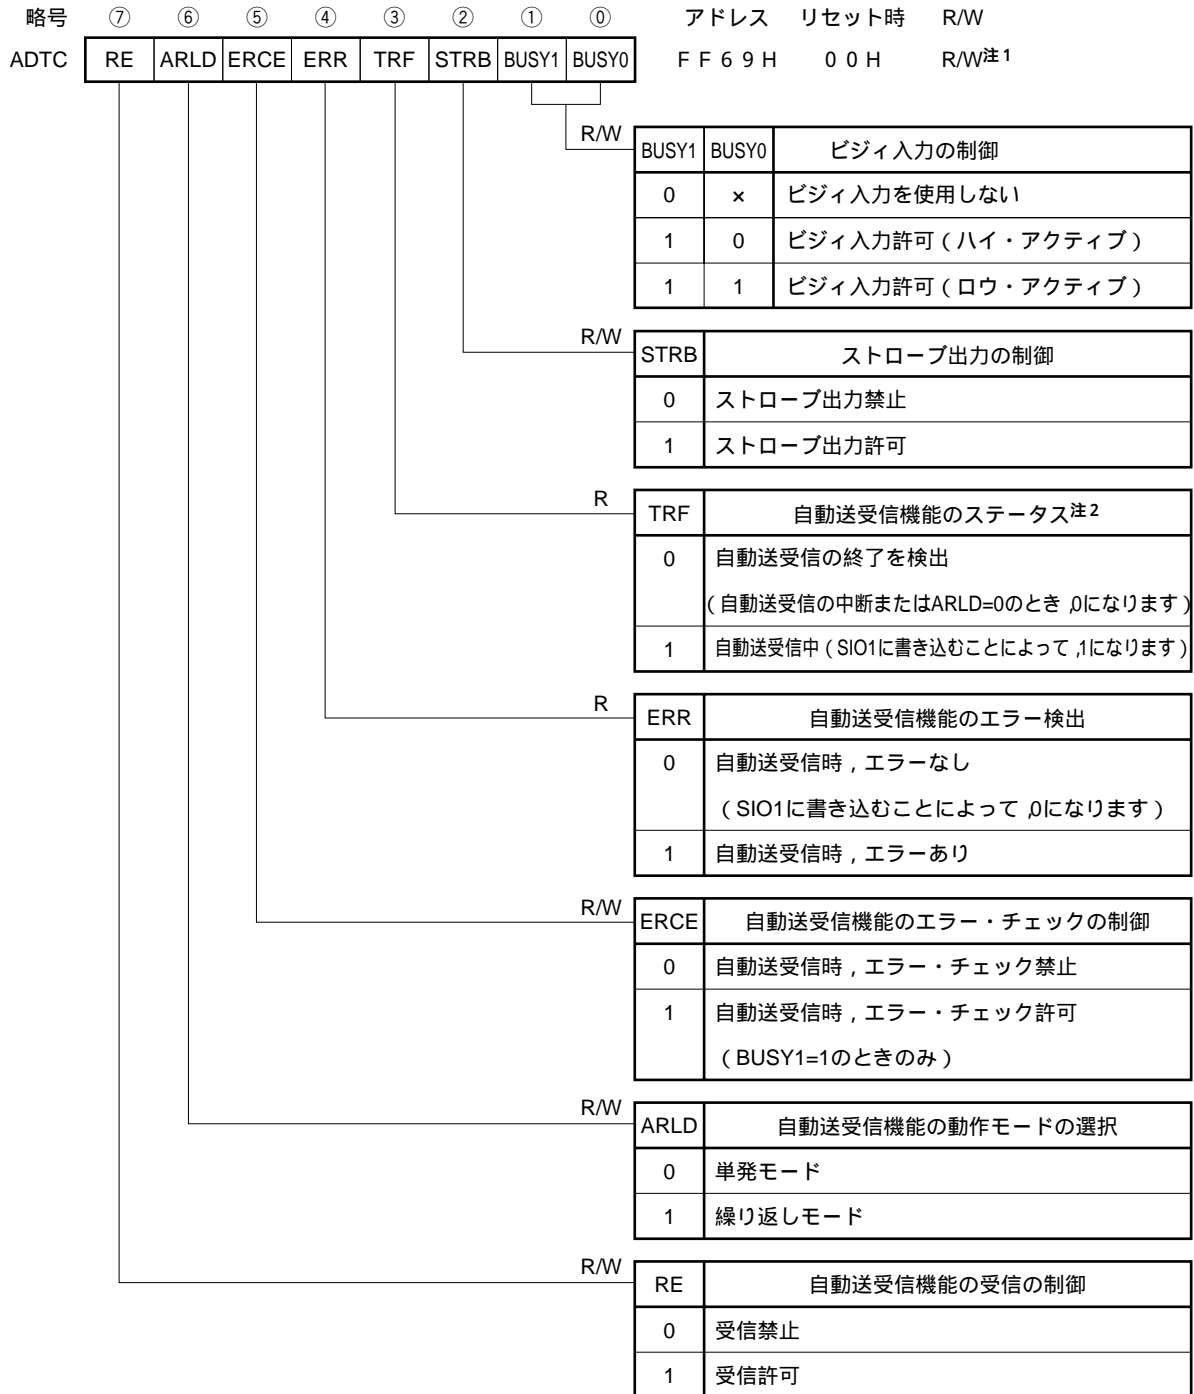 略号 ⑦ ⑥ ⑤ ④ ③ ② ① ⓪ アドレス リセット時 R/W
ADTC RE ARLD ERCE ERR TRF STRB BUSY1 BUSY0 FF69H 00H R/W注1
R/W
BUSY1 BUSY0 ビジィ入力の制御
0 × ビジィ入力を使用しない
1 0 ビジィ入力許可(ハイ・アクティブ)
1 1 ビジィ入力許可(ロウ・アクティブ)
R/W
STRB ストローブ出力の制御
0 ストローブ出力禁止
1 ストローブ出力許可
R
TRF 自動送受信機能のステータス注2
0 自動送受信の終了を検出
(自動送受信の中断またはARLD=0のとき,0になります)
1 自動送受信中(SIO1に書き込むことによって,1になります)
R
ERR 自動送受信機能のエラー検出
0 自動送受信時,エラーなし
(SIO1に書き込むことによって,0になります)
1 自動送受信時,エラーあり
R/W
ERCE 自動送受信機能のエラー・チェックの制御
0 自動送受信時,エラー・チェック禁止
1 自動送受信時,エラー・チェック許可
(BUSY1=1のときのみ)
R/W
ARLD 自動送受信機能の動作モードの選択
0 単発モード
1 繰り返しモード
R/W
RE 自動送受信機能の受信の制御
0 受信禁止
1 受信許可